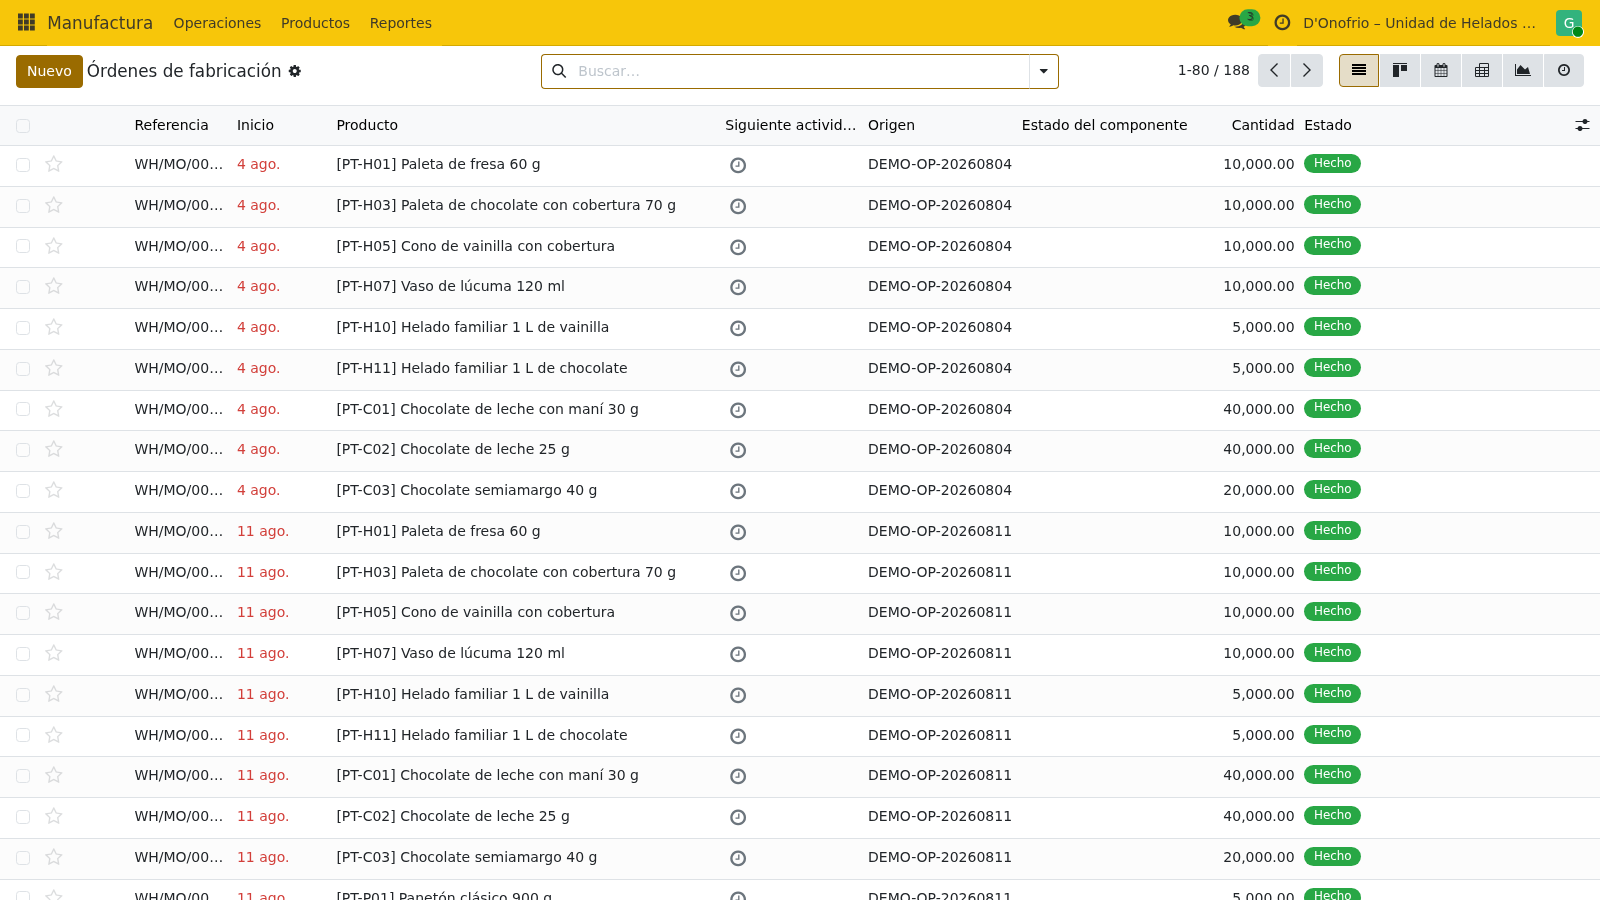 Manufactura Operaciones Productos Reportes 3 D'Onofrio – Unidad de Helados ... G
Nuevo Órdenes de fabricación Buscar... 1-80 / 188
Referencia Inicio Producto Siguiente activid... Origen Estado del componente Cantidad Estado
WH/MO/00... 4 ago. [PT-H01] Paleta de fresa 60 g DEMO-OP-20260804 10,000.00 Hecho
WH/MO/00... 4 ago. [PT-H03] Paleta de chocolate con cobertura 70 g DEMO-OP-20260804 10,000.00 Hecho
WH/MO/00... 4 ago. [PT-H05] Cono de vainilla con cobertura DEMO-OP-20260804 10,000.00 Hecho
WH/MO/00... 4 ago. [PT-H07] Vaso de lúcuma 120 ml DEMO-OP-20260804 10,000.00 Hecho
WH/MO/00... 4 ago. [PT-H10] Helado familiar 1 L de vainilla DEMO-OP-20260804 5,000.00 Hecho
WH/MO/00... 4 ago. [PT-H11] Helado familiar 1 L de chocolate DEMO-OP-20260804 5,000.00 Hecho
WH/MO/00... 4 ago. [PT-C01] Chocolate de leche con maní 30 g DEMO-OP-20260804 40,000.00 Hecho
WH/MO/00... 4 ago. [PT-C02] Chocolate de leche 25 g DEMO-OP-20260804 40,000.00 Hecho
WH/MO/00... 4 ago. [PT-C03] Chocolate semiamargo 40 g DEMO-OP-20260804 20,000.00 Hecho
WH/MO/00... 11 ago. [PT-H01] Paleta de fresa 60 g DEMO-OP-20260811 10,000.00 Hecho
WH/MO/00... 11 ago. [PT-H03] Paleta de chocolate con cobertura 70 g DEMO-OP-20260811 10,000.00 Hecho
WH/MO/00... 11 ago. [PT-H05] Cono de vainilla con cobertura DEMO-OP-20260811 10,000.00 Hecho
WH/MO/00... 11 ago. [PT-H07] Vaso de lúcuma 120 ml DEMO-OP-20260811 10,000.00 Hecho
WH/MO/00... 11 ago. [PT-H10] Helado familiar 1 L de vainilla DEMO-OP-20260811 5,000.00 Hecho
WH/MO/00... 11 ago. [PT-H11] Helado familiar 1 L de chocolate DEMO-OP-20260811 5,000.00 Hecho
WH/MO/00... 11 ago. [PT-C01] Chocolate de leche con maní 30 g DEMO-OP-20260811 40,000.00 Hecho
WH/MO/00... 11 ago. [PT-C02] Chocolate de leche 25 g DEMO-OP-20260811 40,000.00 Hecho
WH/MO/00... 11 ago. [PT-C03] Chocolate semiamargo 40 g DEMO-OP-20260811 20,000.00 Hecho
WH/MO/00... 11 ago. [PT-P01] Panetón clásico 900 g DEMO-OP-20260811 5,000.00 Hecho